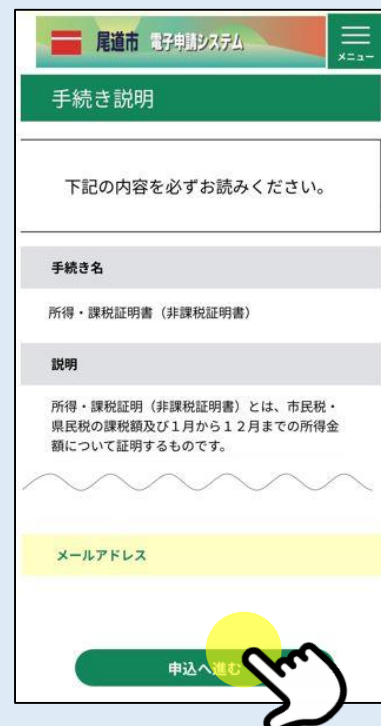 尾道市 電子申請システム
メニュー
手続き説明
下記の内容を必ずお読みください。
手続き名
所得・課税証明書（非課税証明書）
説明
所得・課税証明（非課税証明書）とは、市民税・
県民税の課税額及び１月から１２月までの所得金
額について証明するものです。
メールアドレス
申込へ進む